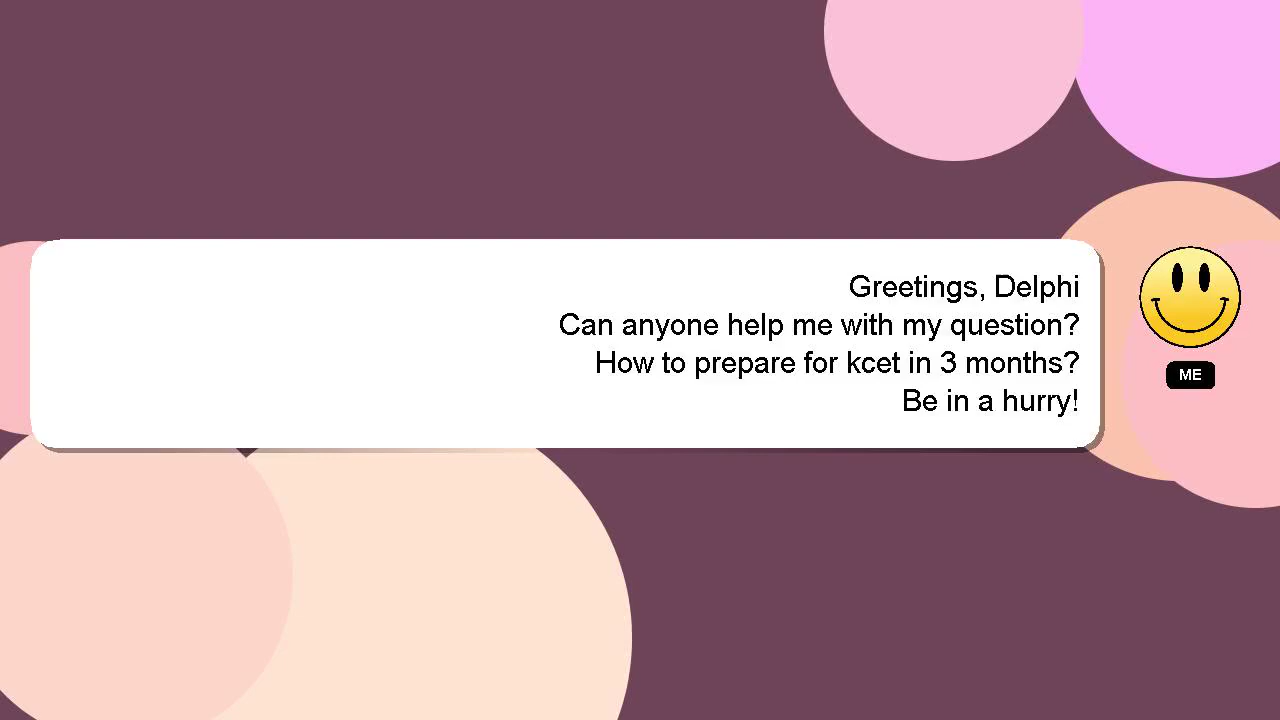 Greetings, Delphi
Can anyone help me with my question?
How to prepare for kcet in 3 months?
Be in a hurry!
ME